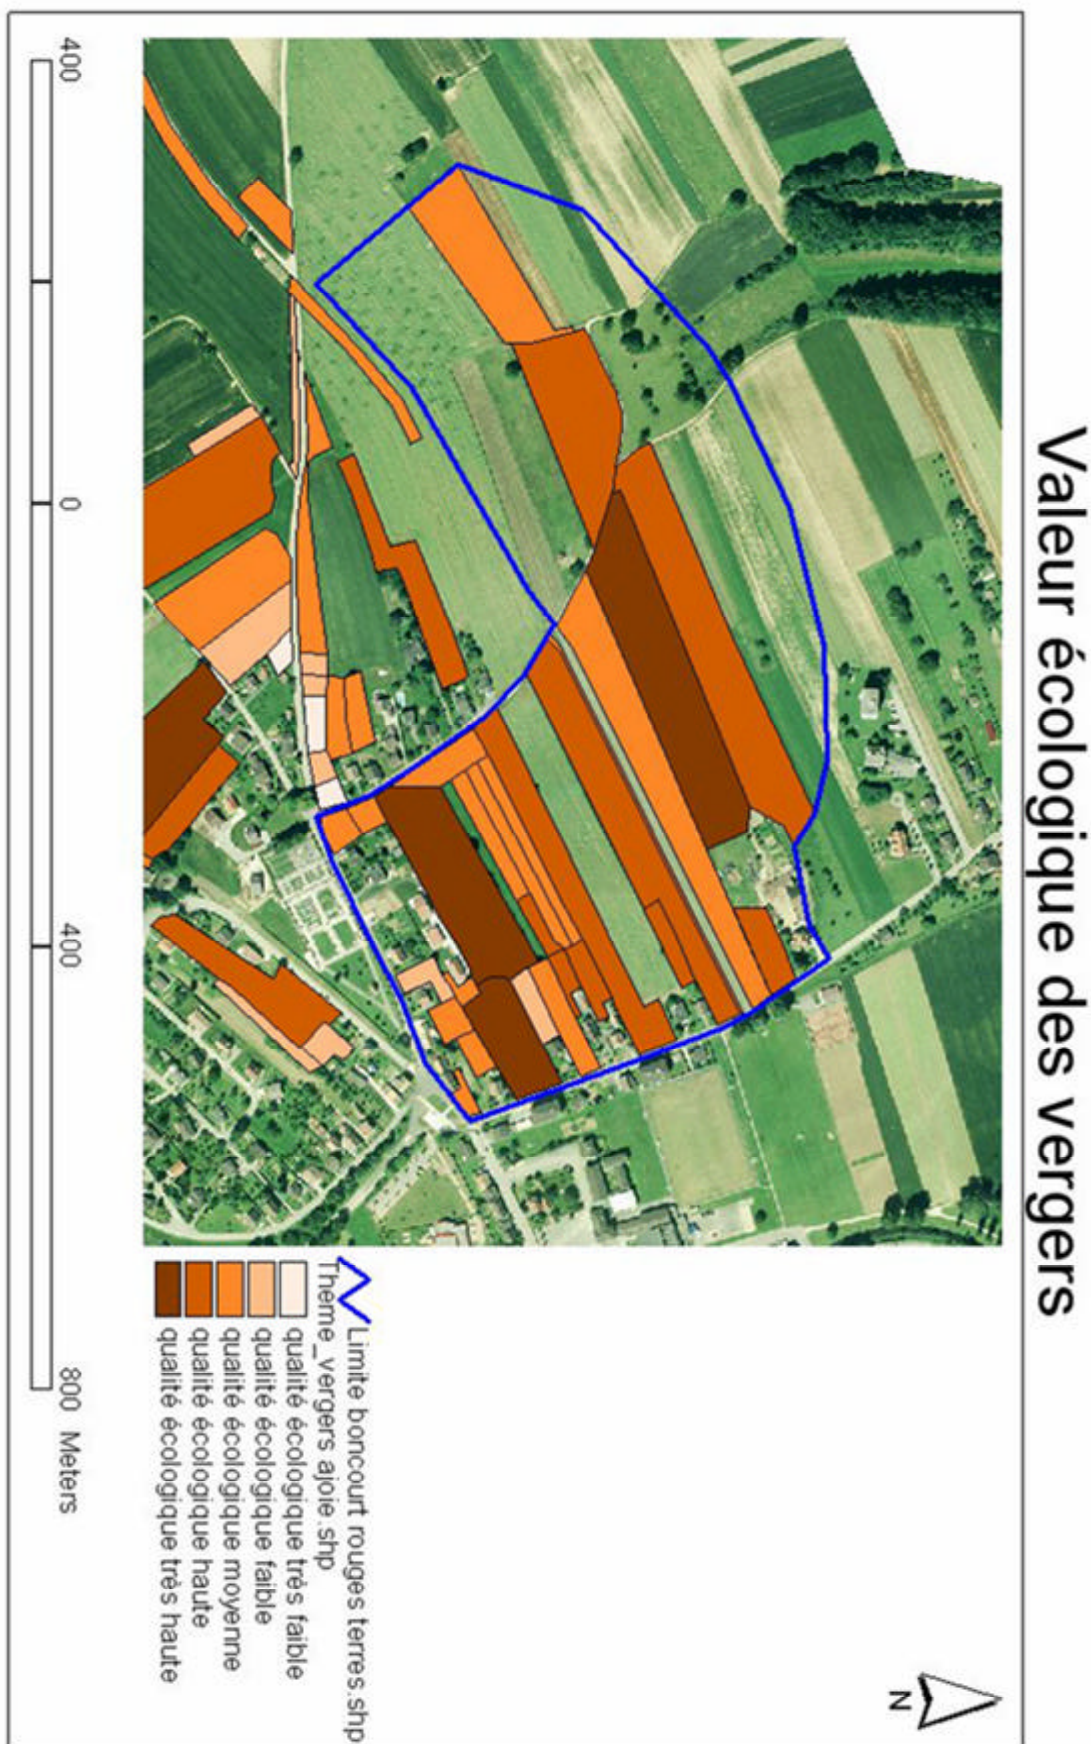 Valeur écologique des vergers
N
Limite boncourt rouges terres.shp
Theme_vergers ajoie.shp
qualité écologique très faible
qualité écologique faible
qualité écologique moyenne
qualité écologique haute
qualité écologique très haute
400 0 400 800 Meters